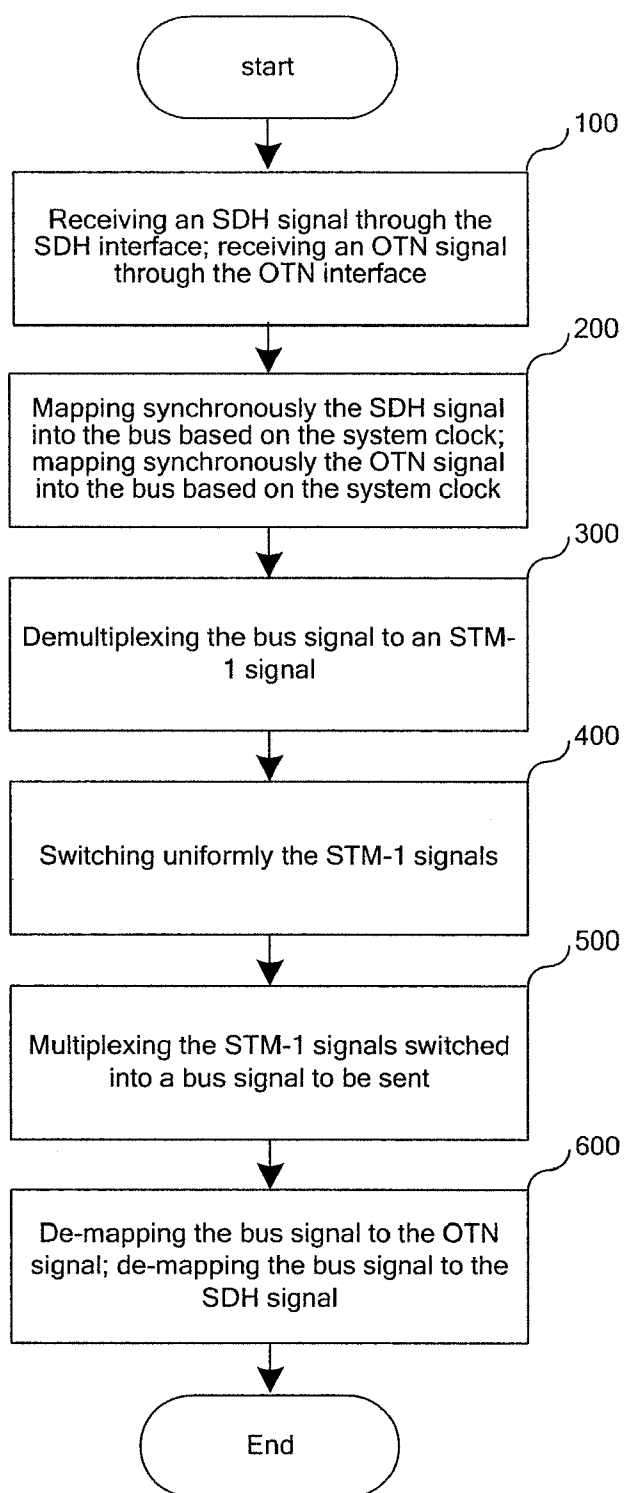 start
100
Receiving an SDH signal through the
SDH interface; receiving an OTN signal
through the OTN interface
200
Mapping synchronously the SDH signal
into the bus based on the system clock;
mapping synchronously the OTN signal
into the bus based on the system clock
300
Demultiplexing the bus signal to an STM-
1 signal
400
Switching uniformly the STM-1 signals
500
Multiplexing the STM-1 signals switched
into a bus signal to be sent
600
De-mapping the bus signal to the OTN
signal; de-mapping the bus signal to the
SDH signal
End